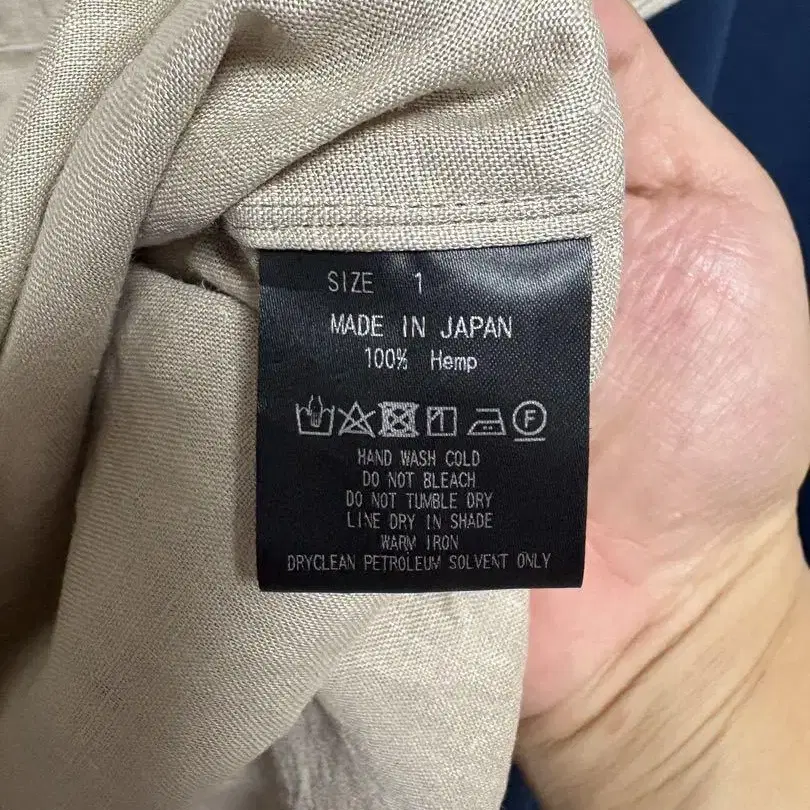 SIZE 1
MADE IN JAPAN
100% Hemp
F
HAND WASH COLD
DO NOT BLEACH
DO NOT TUMBLE DRY
LINE DRY IN SHADE
WARM IRON
DRYCLEAN PETROLEUM SOLVENT ONLY